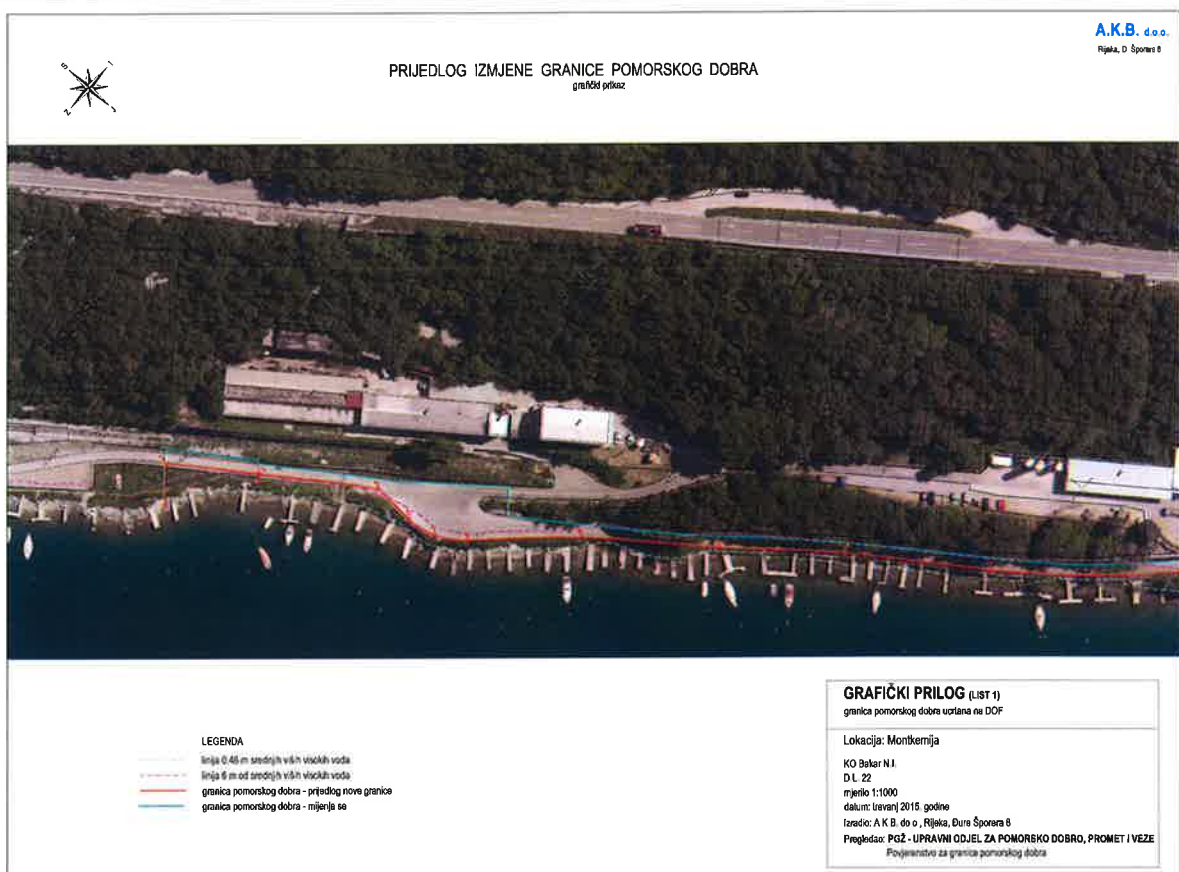 A.K.B. d.o.o.
Rijeka, D. Šporera 8
S I
Z J
PRIJEDLOG IZMJENE GRANICE POMORSKOG DOBRA
grafički prikaz
LEGENDA
linija 0.46 m srednjih viših visokih voda
linija 6 m od srednjih viših visokih voda
granica pomorskog dobra - prijedlog nove granice
granica pomorskog dobra - mijenja se
GRAFIČKI PRILOG (LIST 1)
granica pomorskog dobra ucrtana na DOF
Lokacija: Montkemija
KO Bakar N.I.
D.L. 22
mjerilo 1:1000
datum: travanj 2015. godine
Izradio: A.K.B. do o., Rijeka, Đure Šporera 8
Pregledao: PGŽ - UPRAVNI ODJEL ZA POMORSKO DOBRO, PROMET I VEZE
Povjerenstvo za granice pomorskog dobra